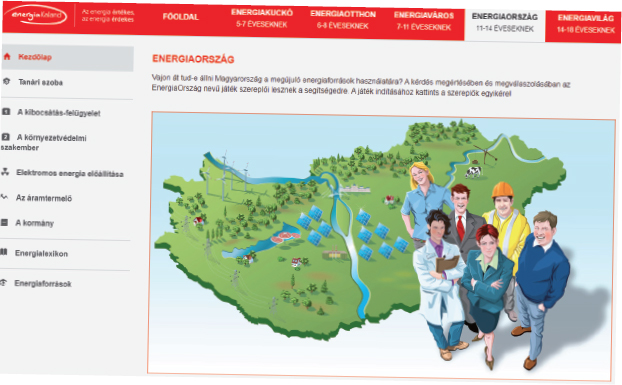 energiaKaland
Az energia értékes,
az energia érdekes
FŐOLDAL
ENERGIAKUCKÓ
5-7 ÉVESEKNEK
ENERGIAOTTHON
6-8 ÉVESEKNEK
ENERGIAVÁROS
7-11 ÉVESEKNEK
ENERGIAORSZÁG
11-14 ÉVESEKNEK
ENERGIAVILÁG
14-18 ÉVESEKNEK
Kezdőlap
Tanári szoba
A kibocsátás-felügyelet
A környezetvédelmi
szakember
Elektromos energia előállítása
Az áramtermelő
A kormány
Energialexikon
Energiaforrások
ENERGIAORSZÁG
Vajon át tud-e állni Magyarország a megújuló energiaforrások használatára? A kérdés megértésében és megválaszolásában az
EnergiaOrszág nevű játék szereplői lesznek a segítségedre. A játék indításához kattints a szereplők egyikére!